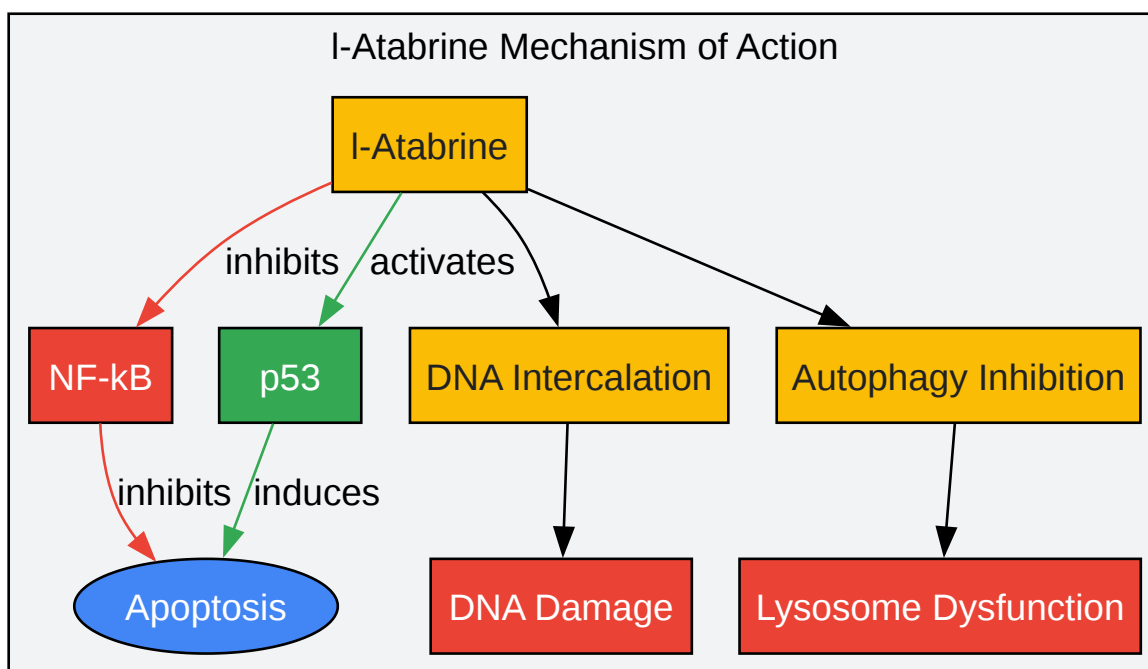 l-Atabrine Mechanism of Action
l-Atabrine
inhibits
activates
NF-kB
p53
DNA Intercalation
Autophagy Inhibition
inhibits
induces
Apoptosis
DNA Damage
Lysosome Dysfunction